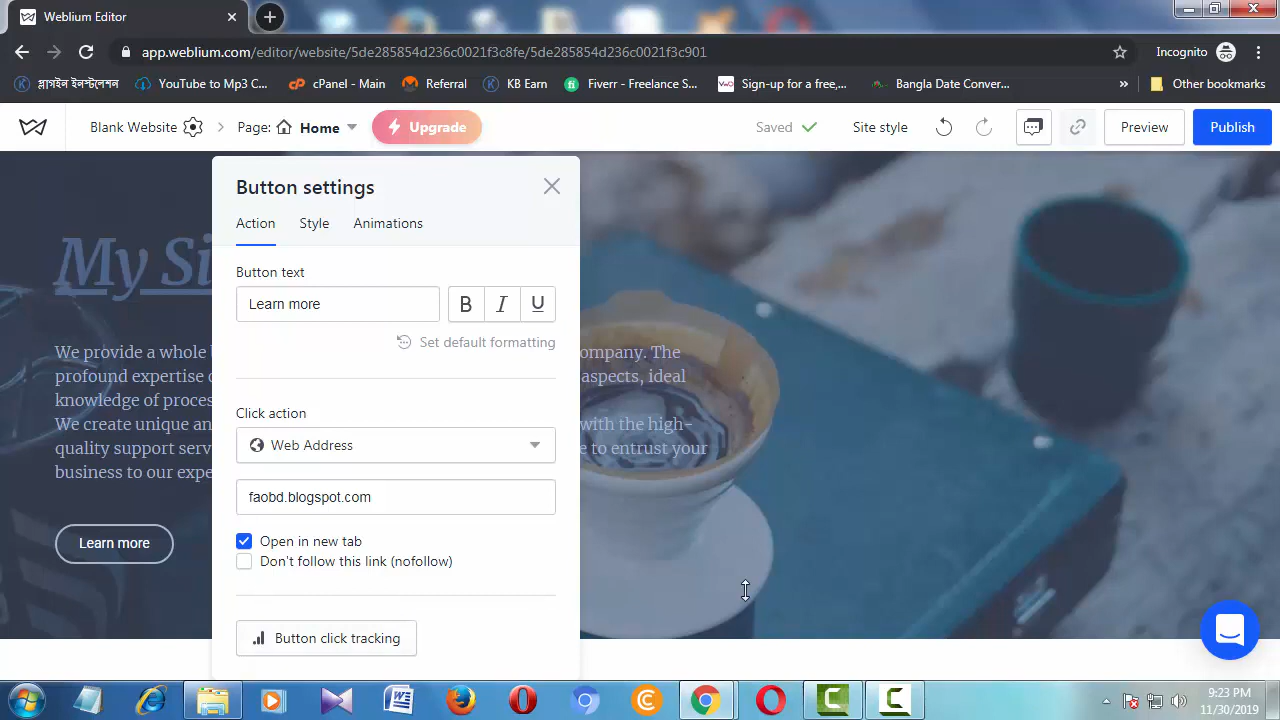 Weblium Editor
app.weblium.com/editor/website/5de285854d236c0021f3c8fe/5de285854d236c0021f3c901
Incognito
প্লাগইন ইনস্টলেশন
YouTube to Mp3 C...
cPanel - Main
Referral
KB Earn
Fiverr - Freelance S...
Sign-up for a free,...
Bangla Date Conver...
»
Other bookmarks
Blank Website
Page: Home
Upgrade
Saved
Site style
Preview
Publish
Button settings
Action Style Animations
My Si
Button text
Learn more
B I U
Set default formatting
We provide a whole
ompany. The
profound expertise
aspects, ideal
knowledge of proces
We create unique an
with the high-
quality support serv
e to entrust your
business to our expe
Click action
Web Address
faobd.blogspot.com
Open in new tab
Don't follow this link (nofollow)
Learn more
Button click tracking
9:23 PM
11/30/2019